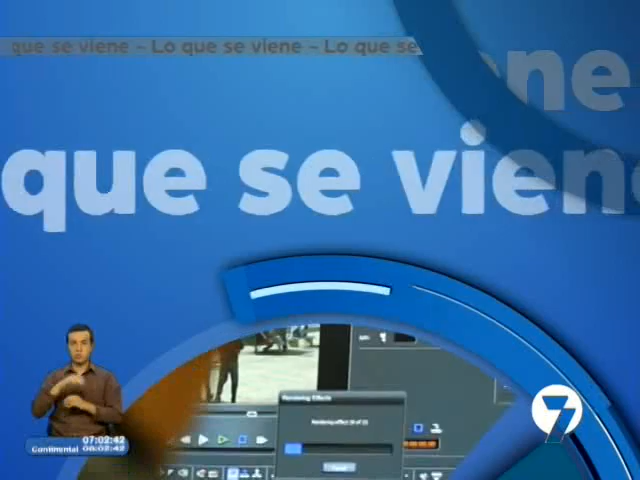 que se viene – Lo que se viene – Lo que se
ene
que se viene
Rendering Effects
07:02:42
Continental 06:02:42
7